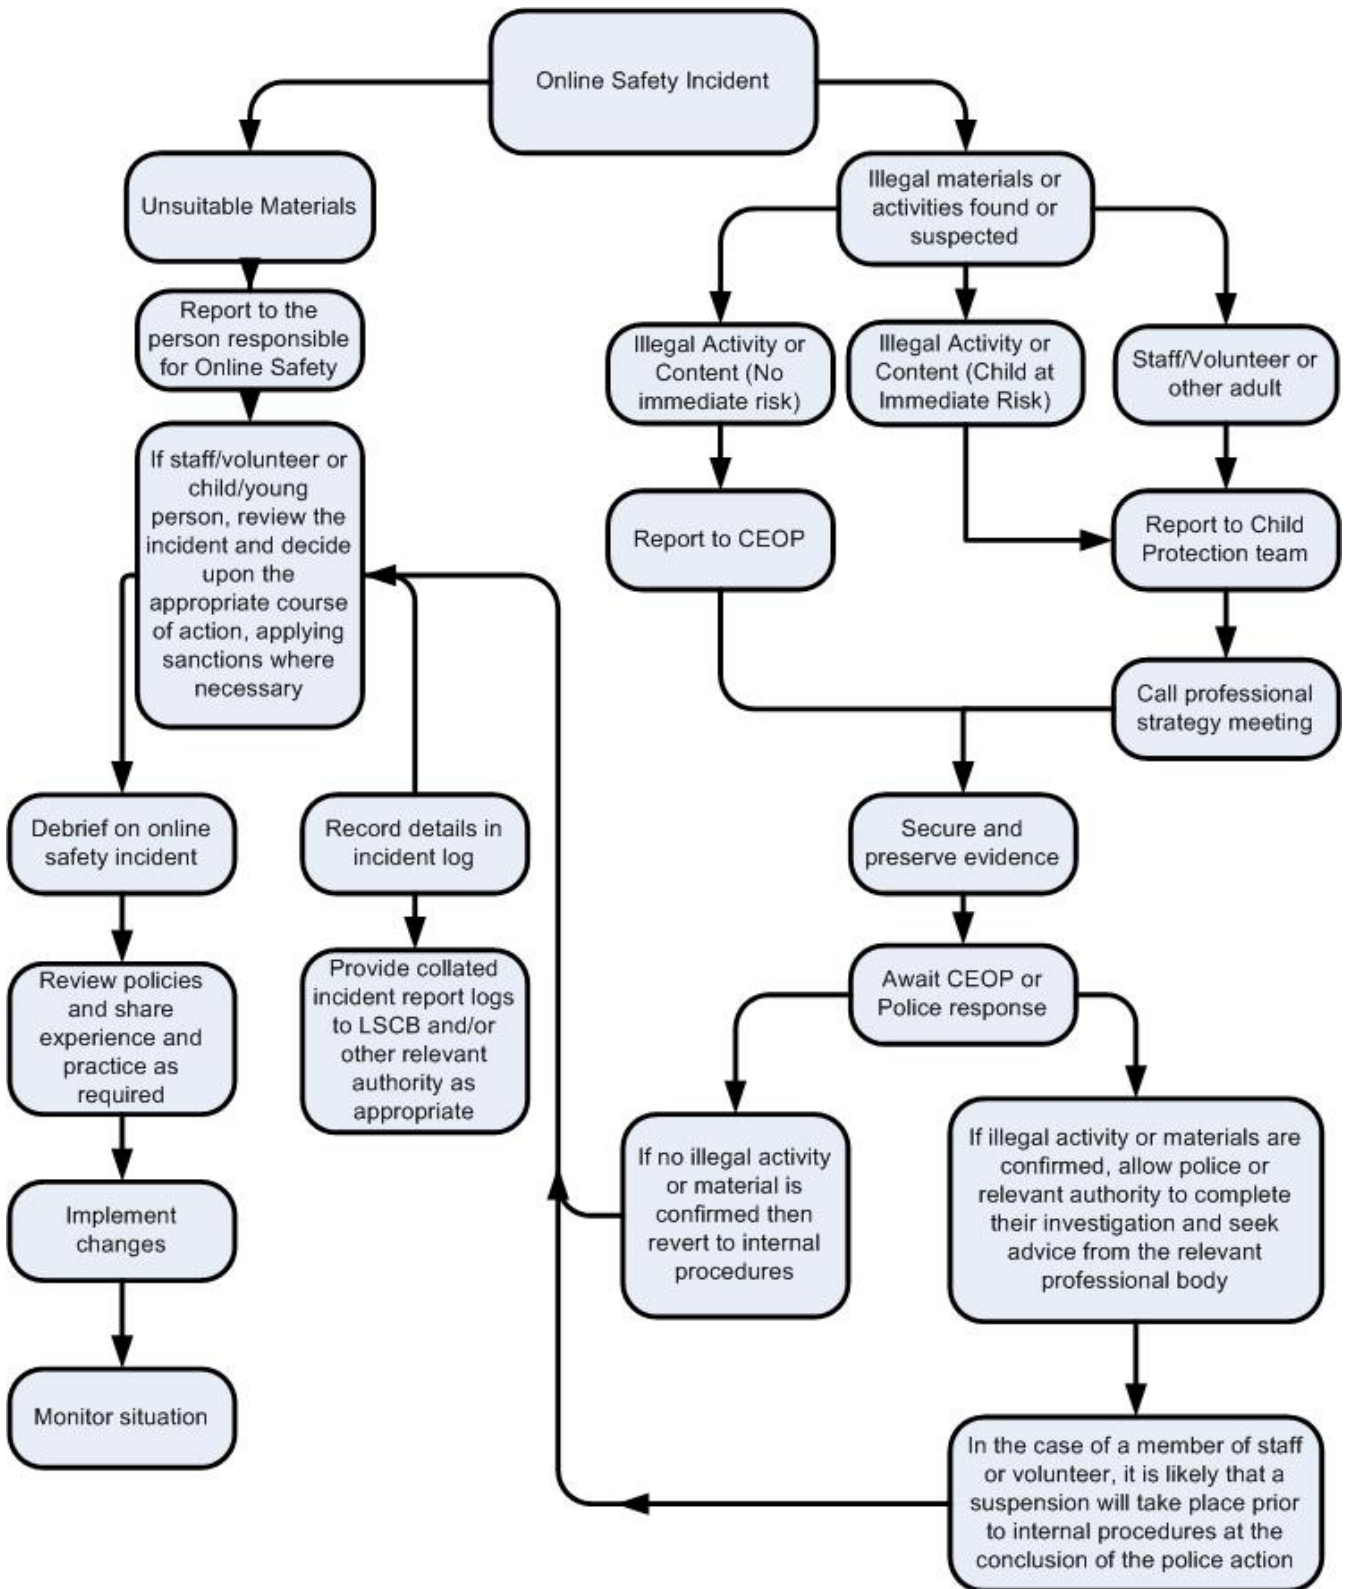 Online Safety Incident
Unsuitable Materials
Report to the
person responsible
for Online Safety
If staff/volunteer or
child/young
person, review the
incident and decide
upon the
appropriate course
of action, applying
sanctions where
necessary
Debrief on online
safety incident
Review policies
and share
experience and
practice as
required
Implement
changes
Monitor situation
Record details in
incident log
Provide collated
incident report logs
to LSCB and/or
other relevant
authority as
appropriate
Illegal materials or
activities found or
suspected
Illegal Activity or
Content (No
immediate risk)
Illegal Activity or
Content (Child at
Immediate Risk)
Staff/Volunteer or
other adult
Report to CEOP
Report to Child
Protection team
Call professional
strategy meeting
Secure and
preserve evidence
Await CEOP or
Police response
If no illegal activity
or material is
confirmed then
revert to internal
procedures
If illegal activity or materials are
confirmed, allow police or
relevant authority to complete
their investigation and seek
advice from the relevant
professional body
In the case of a member of staff
or volunteer, it is likely that a
suspension will take place prior
to internal procedures at the
conclusion of the police action